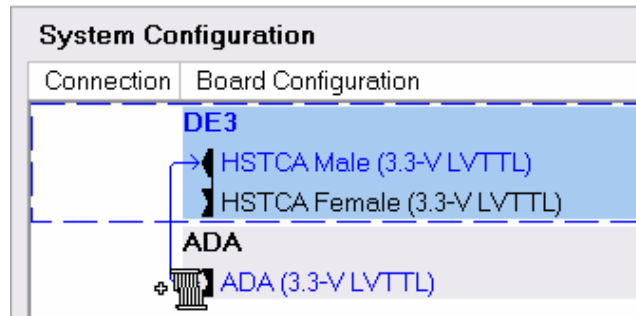 System Configuration
Connection Board Configuration
DE3
HSTCA Male (3.3-V LVTTL)
HSTCA Female (3.3-V LVTTL)
ADA
ADA (3.3-V LVTTL)